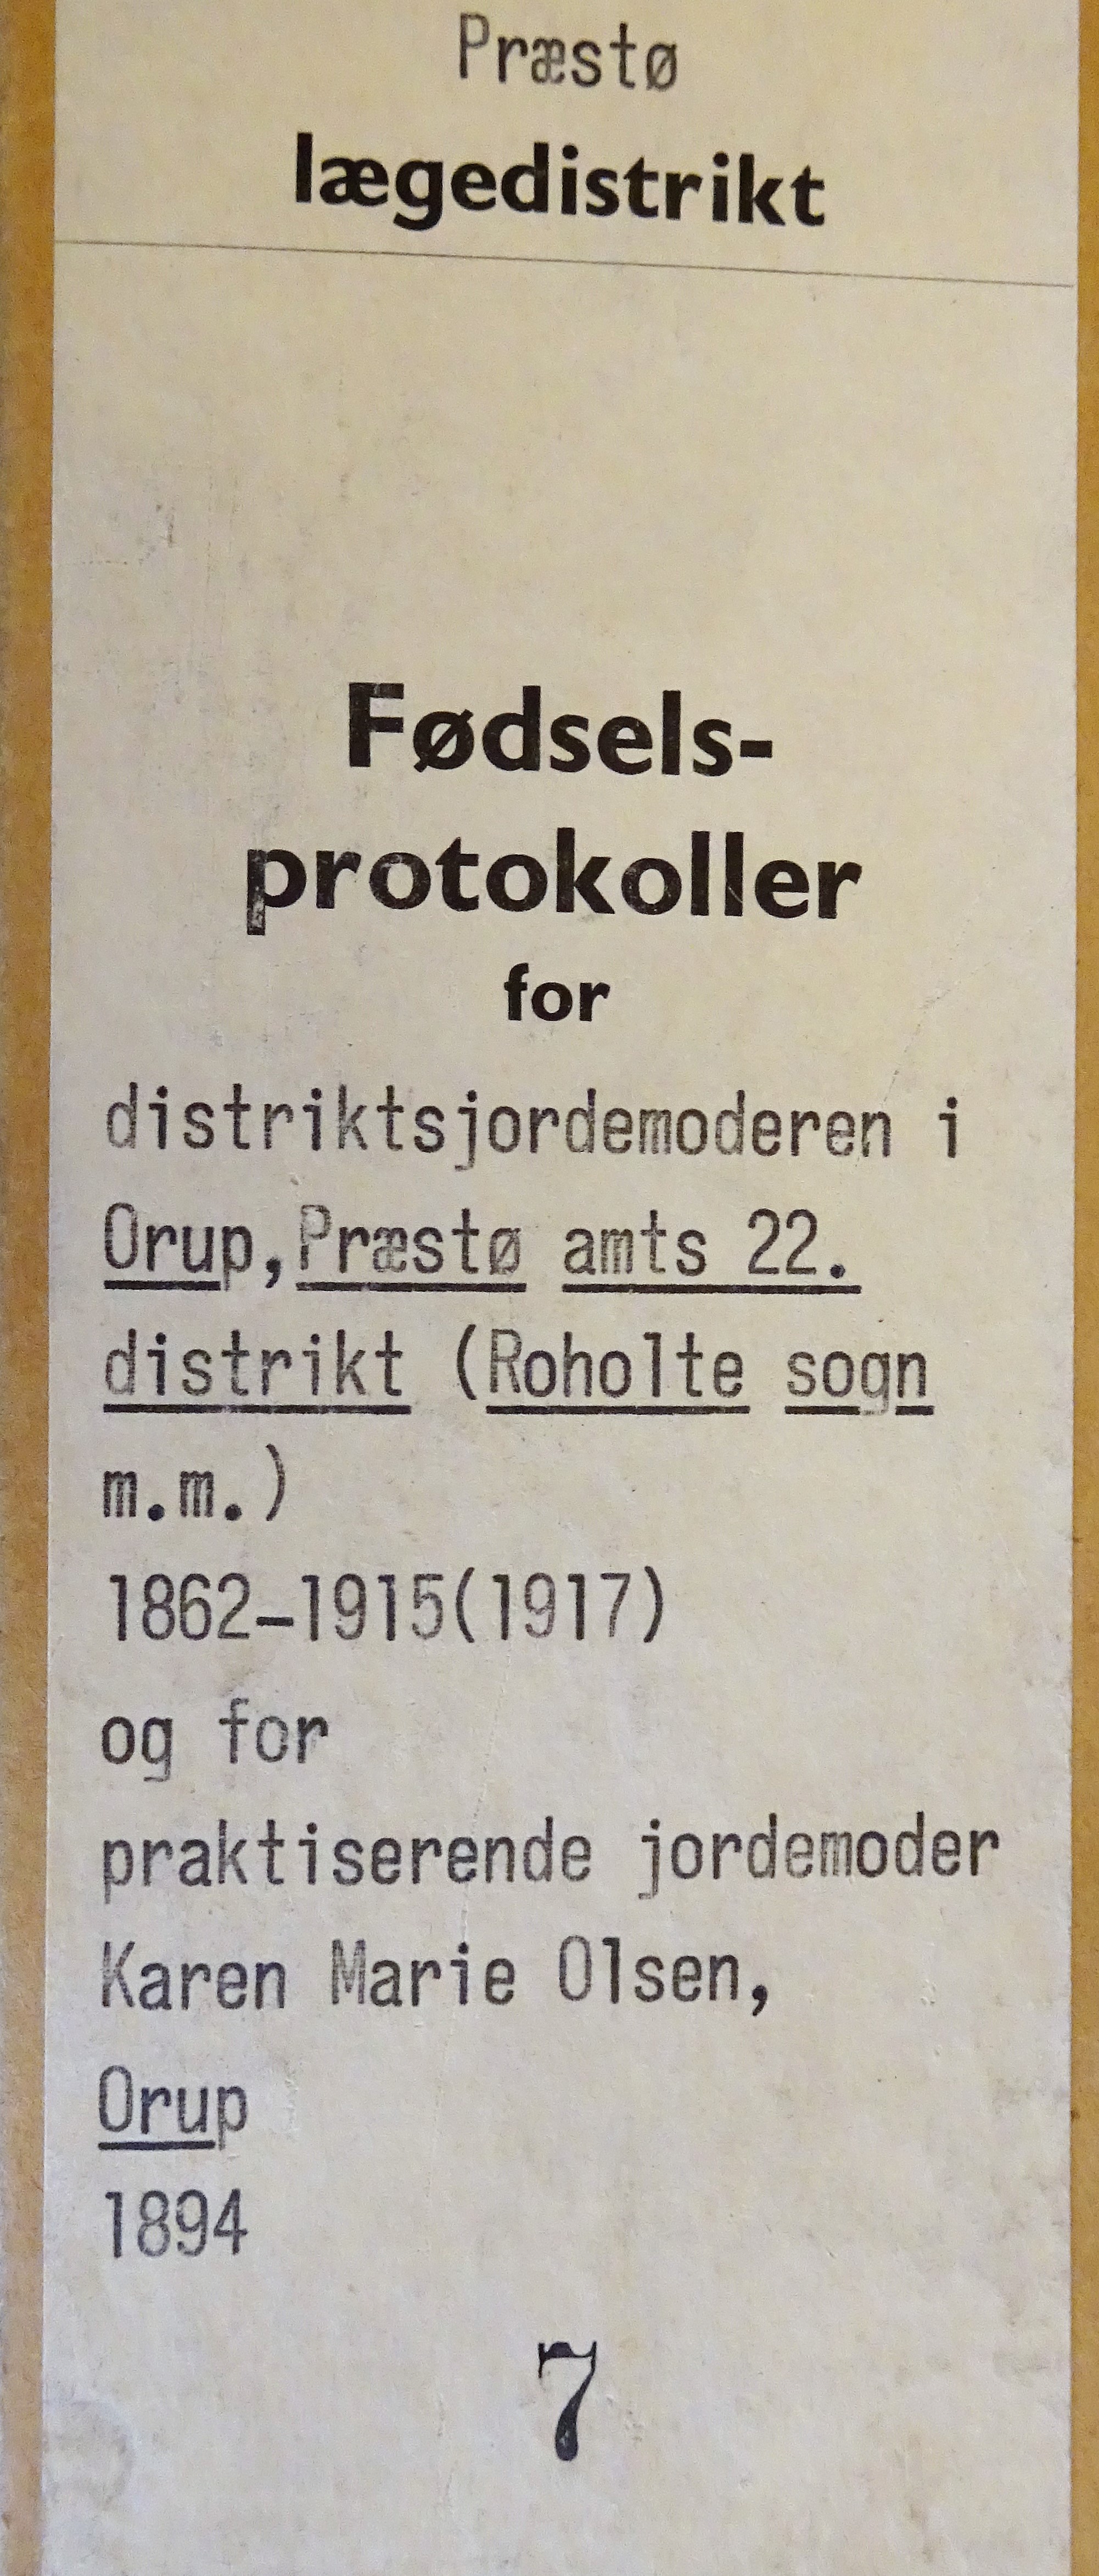 Præstø
lægedistrikt
Fødsels-
protokoller
for
distriktsjordemoderen i
Orup,Præstø amts 22.
distrikt (Roholte sogn
m.m.)
1862-1915(1917)
og for
praktiserende jordemoder
Karen Marie Olsen,
Orup
1894
7